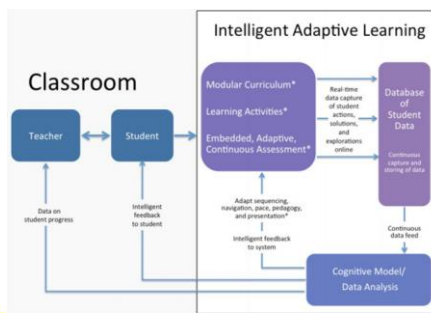 Intelligent Adaptive Learning
Classroom
Teacher
Student
Modular Curriculum*
Learning Activities*
Embedded, Adaptive,
Continuous Assessment*
Real-time
data capture
of student
actions,
solutions,
and
explorations
online
Database
of
Student
Data
Continuous
capture and
storing of data
Data on
student progress
Intelligent
feedback
to student
Adapt sequencing,
navigation, pace, pedagogy,
and presentation*
Intelligent feedback
to system
Continuous
data feed
Cognitive Model/
Data Analysis